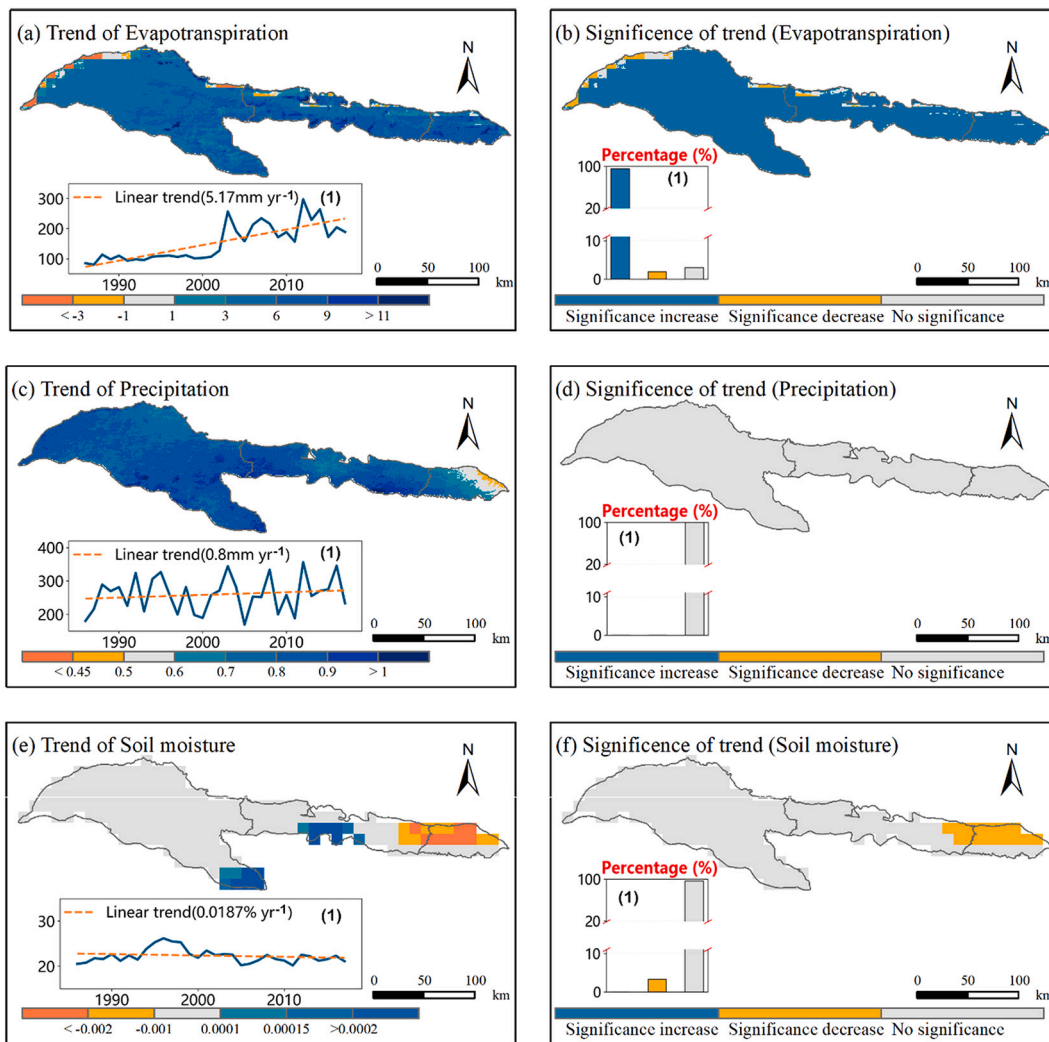 (a) Trend of Evapotranspiration
N
Linear trend(5.17mm yr⁻¹)
(1)
300
200
100
1990
2000
2010
0 50 100
km
< -3 -1 1 3 6 9 > 11
(b) Significence of trend (Evapotranspiration)
N
Percentage (%)
100
(1)
20
10
0
0 50 100
km
Significance increase Significance decrease No significance
(c) Trend of Precipitation
N
400
Linear trend(0.8mm yr⁻¹)
(1)
300
200
1990
2000
2010
0 50 100
km
< 0.45 0.5 0.6 0.7 0.8 0.9 > 1
(d) Significence of trend (Precipitation)
N
Percentage (%)
100
(1)
20
10
0
0 50 100
km
Significance increase Significance decrease No significance
(e) Trend of Soil moisture
N
30
Linear trend(0.0187% yr⁻¹)
(1)
20
1990
2000
2010
0 50 100
km
< -0.002 -0.001 0.0001 0.00015 >0.0002
(f) Significence of trend (Soil moisture)
N
Percentage (%)
100
(1)
20
10
0
0 50 100
km
Significance increase Significance decrease No significance